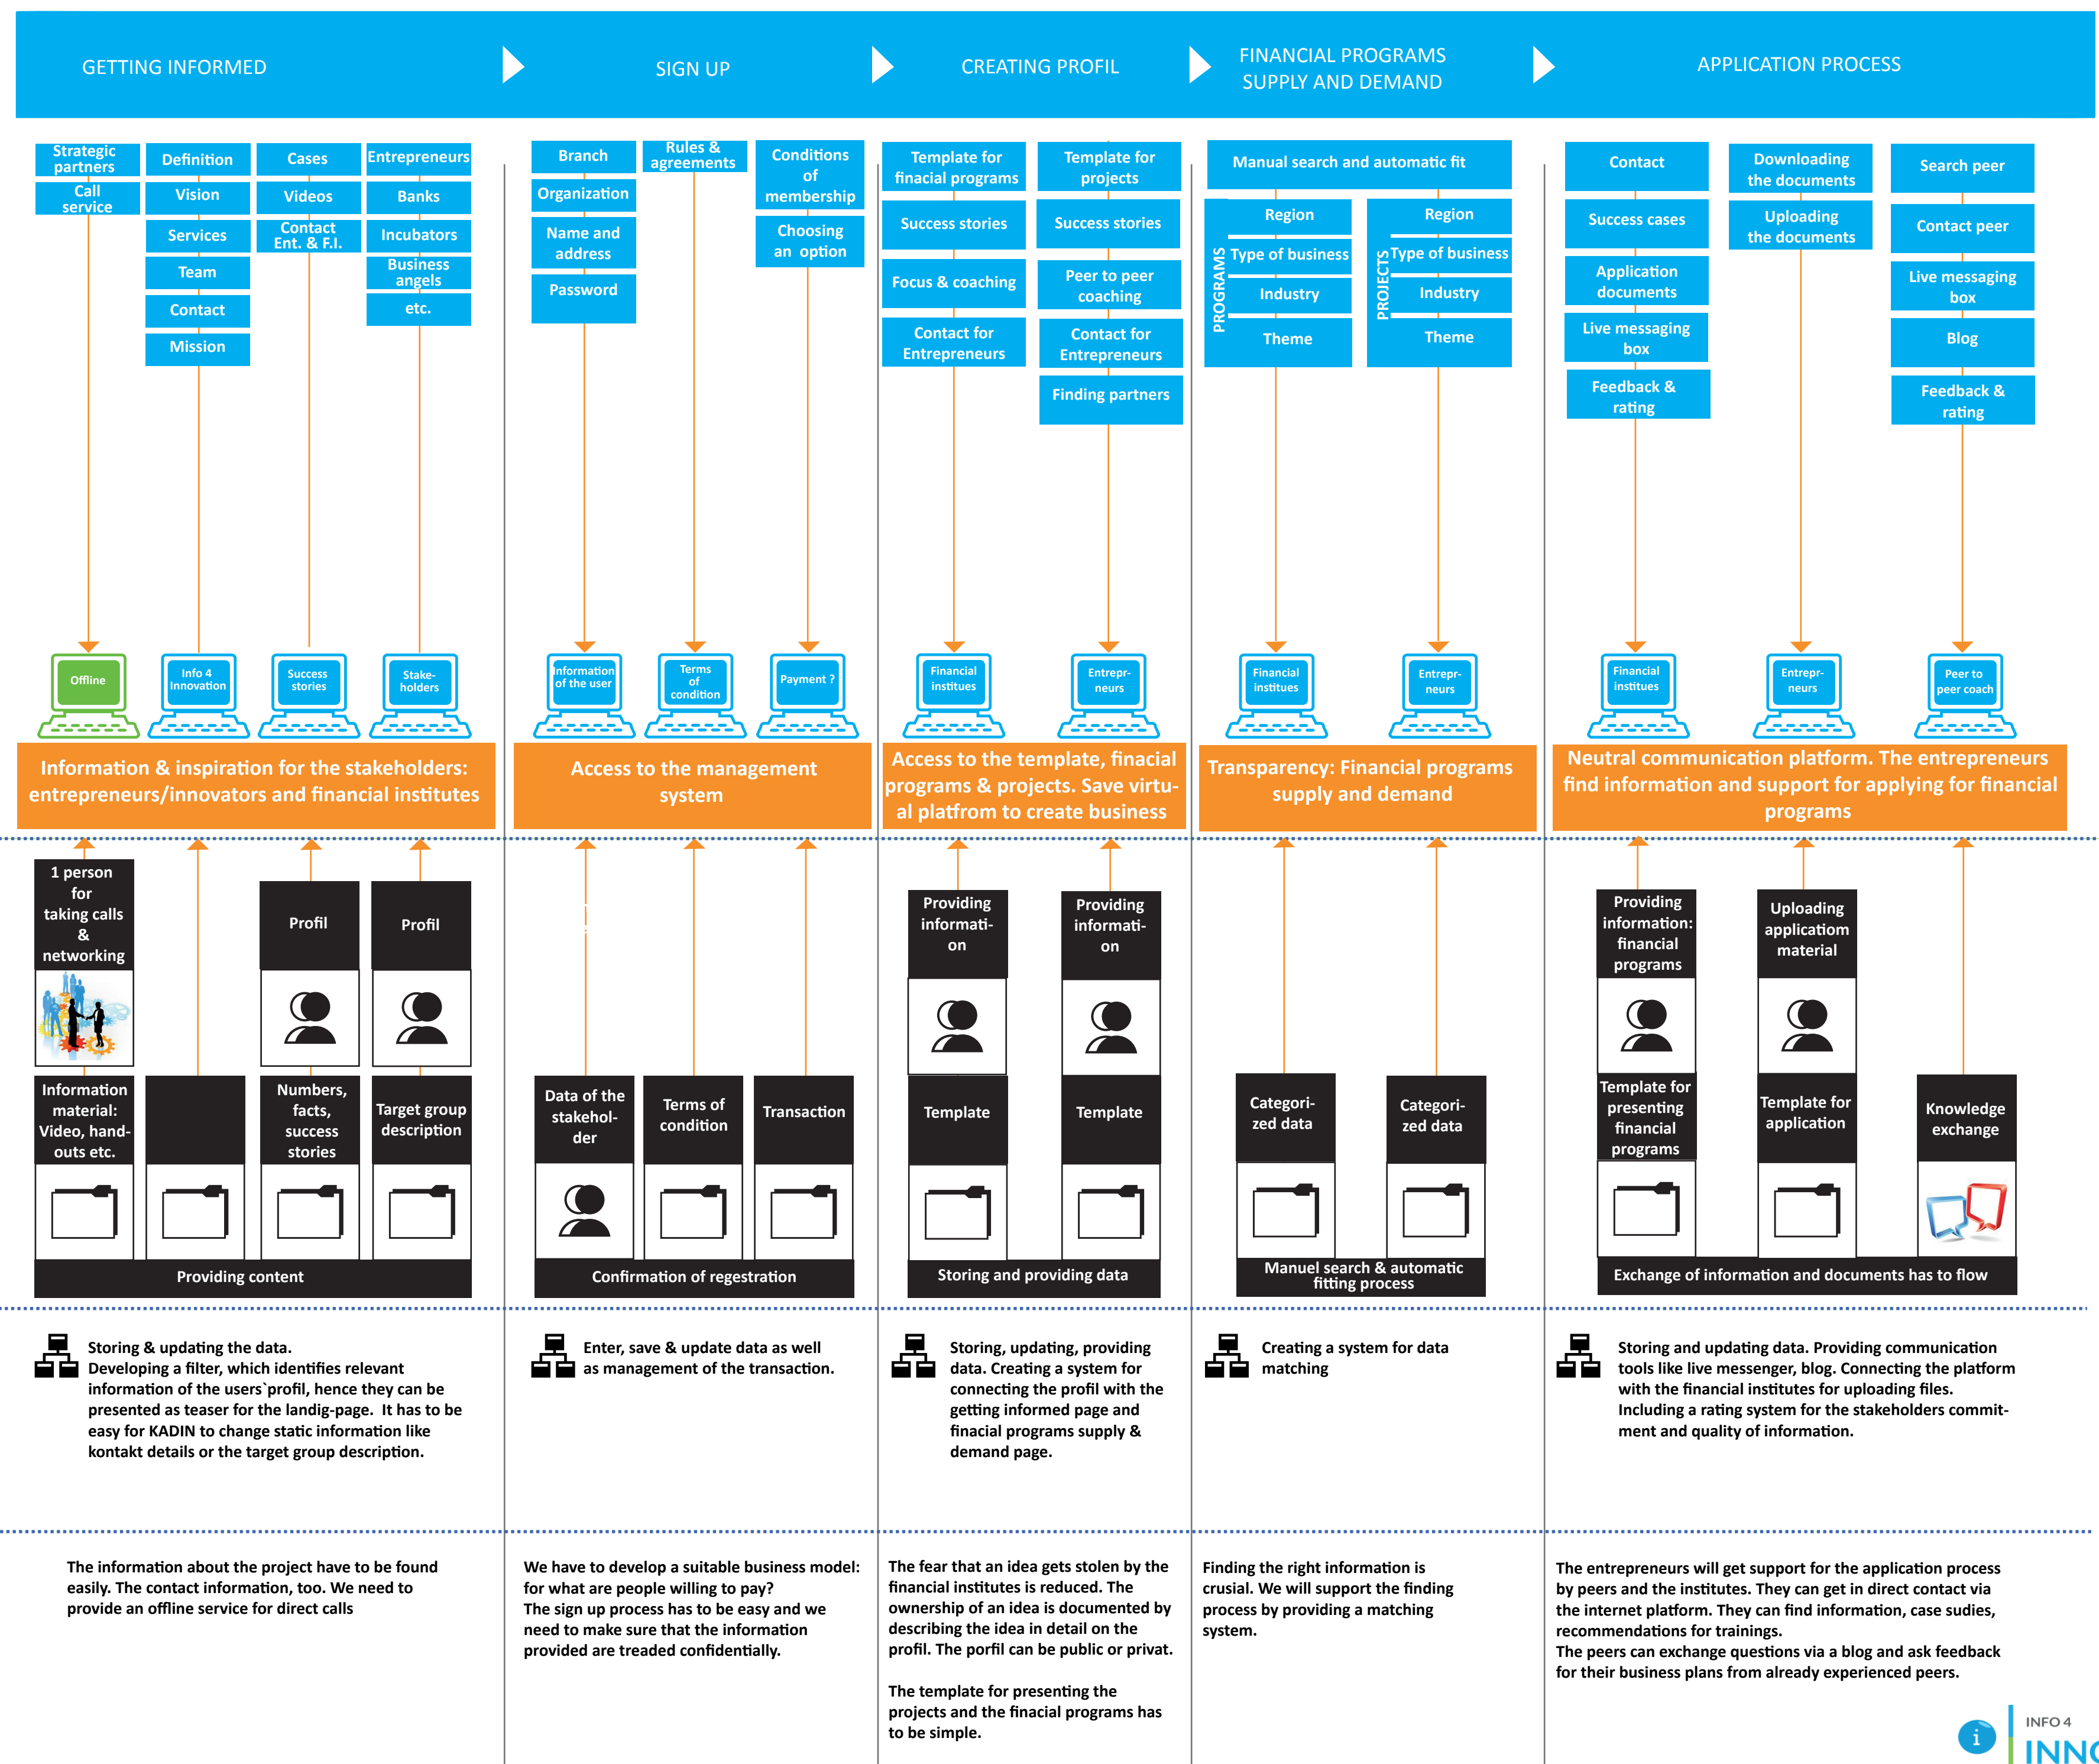 GETTING INFORMED
SIGN UP
CREATING PROFIL
FINANCIAL PROGRAMS
SUPPLY AND DEMAND
APPLICATION PROCESS
Strategic
partners
Call
service
Definition
Vision
Services
Team
Contact
Mission
Cases
Videos
Contact
Ent. & F.I.
Entrepreneurs
Banks
Incubators
Business
angels
etc.
Branch
Organization
Name and
address
Password
Rules &
agreements
Conditions
of
membership
Choosing
an option
Template for
finacial programs
Success stories
Focus & coaching
Contact for
Entrepreneurs
Template for
projects
Success stories
Peer to peer
coaching
Contact for
Entrepreneurs
Finding partners
Manual search and automatic fit
PROGRAMS
Region
Type of business
Industry
Theme
PROJECTS
Region
Type of business
Industry
Theme
Contact
Success cases
Application
documents
Live messaging
box
Feedback &
rating
Downloading
the documents
Uploading
the documents
Search peer
Contact peer
Live messaging
box
Blog
Feedback &
rating
Offline
Info 4
Innovation
Success
stories
Stake-
holders
Information
of the user
Terms
of
condition
Payment ?
Financial
institues
Entrepr-
neurs
Financial
institues
Entrepr-
neurs
Financial
institues
Entrepr-
neurs
Peer to
peer coach
Information & inspiration for the stakeholders:
entrepreneurs/innovators and financial institutes
Access to the management
system
Access to the template, finacial
programs & projects. Save virtu-
al platfrom to create business
Transparency: Financial programs
supply and demand
Neutral communication platform. The entrepreneurs
find information and support for applying for financial
programs
1 person
for
taking calls
&
networking
Information
material:
Video, hand-
outs etc.
Profil
Numbers,
facts,
success
stories
Profil
Target group
description
Providing content
Data of the
stakehol-
der
Terms of
condition
Transaction
Confirmation of regestration
Providing
informati-
on
Template
Providing
informati-
on
Template
Storing and providing data
Categori-
zed data
Categori-
zed data
Manuel search & automatic
fitting process
Providing
information:
financial
programs
Template for
presenting
financial
programs
Uploading
applicatiom
material
Template for
application
Knowledge
exchange
Exchange of information and documents has to flow
Storing & updating the data.
Developing a filter, which identifies relevant
information of the users`profil, hence they can be
presented as teaser for the landig-page. It has to be
easy for KADIN to change static information like
kontakt details or the target group description.
Enter, save & update data as well
as management of the transaction.
Storing, updating, providing
data. Creating a system for
connecting the profil with the
getting informed page and
finacial programs supply &
demand page.
Creating a system for data
matching
Storing and updating data. Providing communication
tools like live messenger, blog. Connecting the platform
with the financial institutes for uploading files.
Including a rating system for the stakeholders commit-
ment and quality of information.
The information about the project have to be found
easily. The contact information, too. We need to
provide an offline service for direct calls
We have to develop a suitable business model:
for what are people willing to pay?
The sign up process has to be easy and we
need to make sure that the information
provided are treaded confidentially.
The fear that an idea gets stolen by the
financial institutes is reduced. The
ownership of an idea is documented by
describing the idea in detail on the
profil. The porfil can be public or privat.
The template for presenting the
projects and the finacial programs has
to be simple.
Finding the right information is
crusial. We will support the finding
process by providing a matching
system.
The entrepreneurs will get support for the application process
by peers and the institutes. They can get in direct contact via
the internet platform. They can find information, case sudies,
recommendations for trainings.
The peers can exchange questions via a blog and ask feedback
for their business plans from already experienced peers.
i
INFO 4